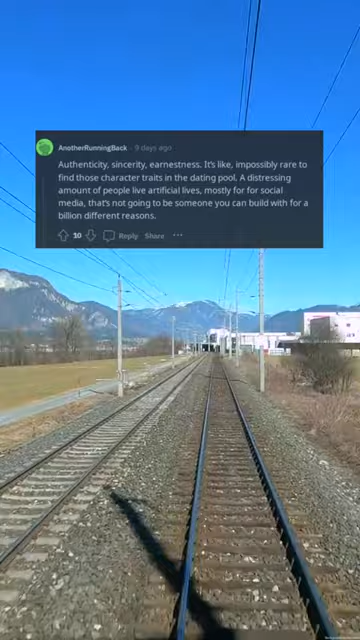 AnotherRunningBack · 9 days ago
Authenticity, sincerity, earnestness. It's like, impossibly rare to
find those character traits in the dating pool. A distressing
amount of people live artificial lives, mostly for for social
media, that's not going to be someone you can build with for a
billion different reasons.
10 Reply Share ···